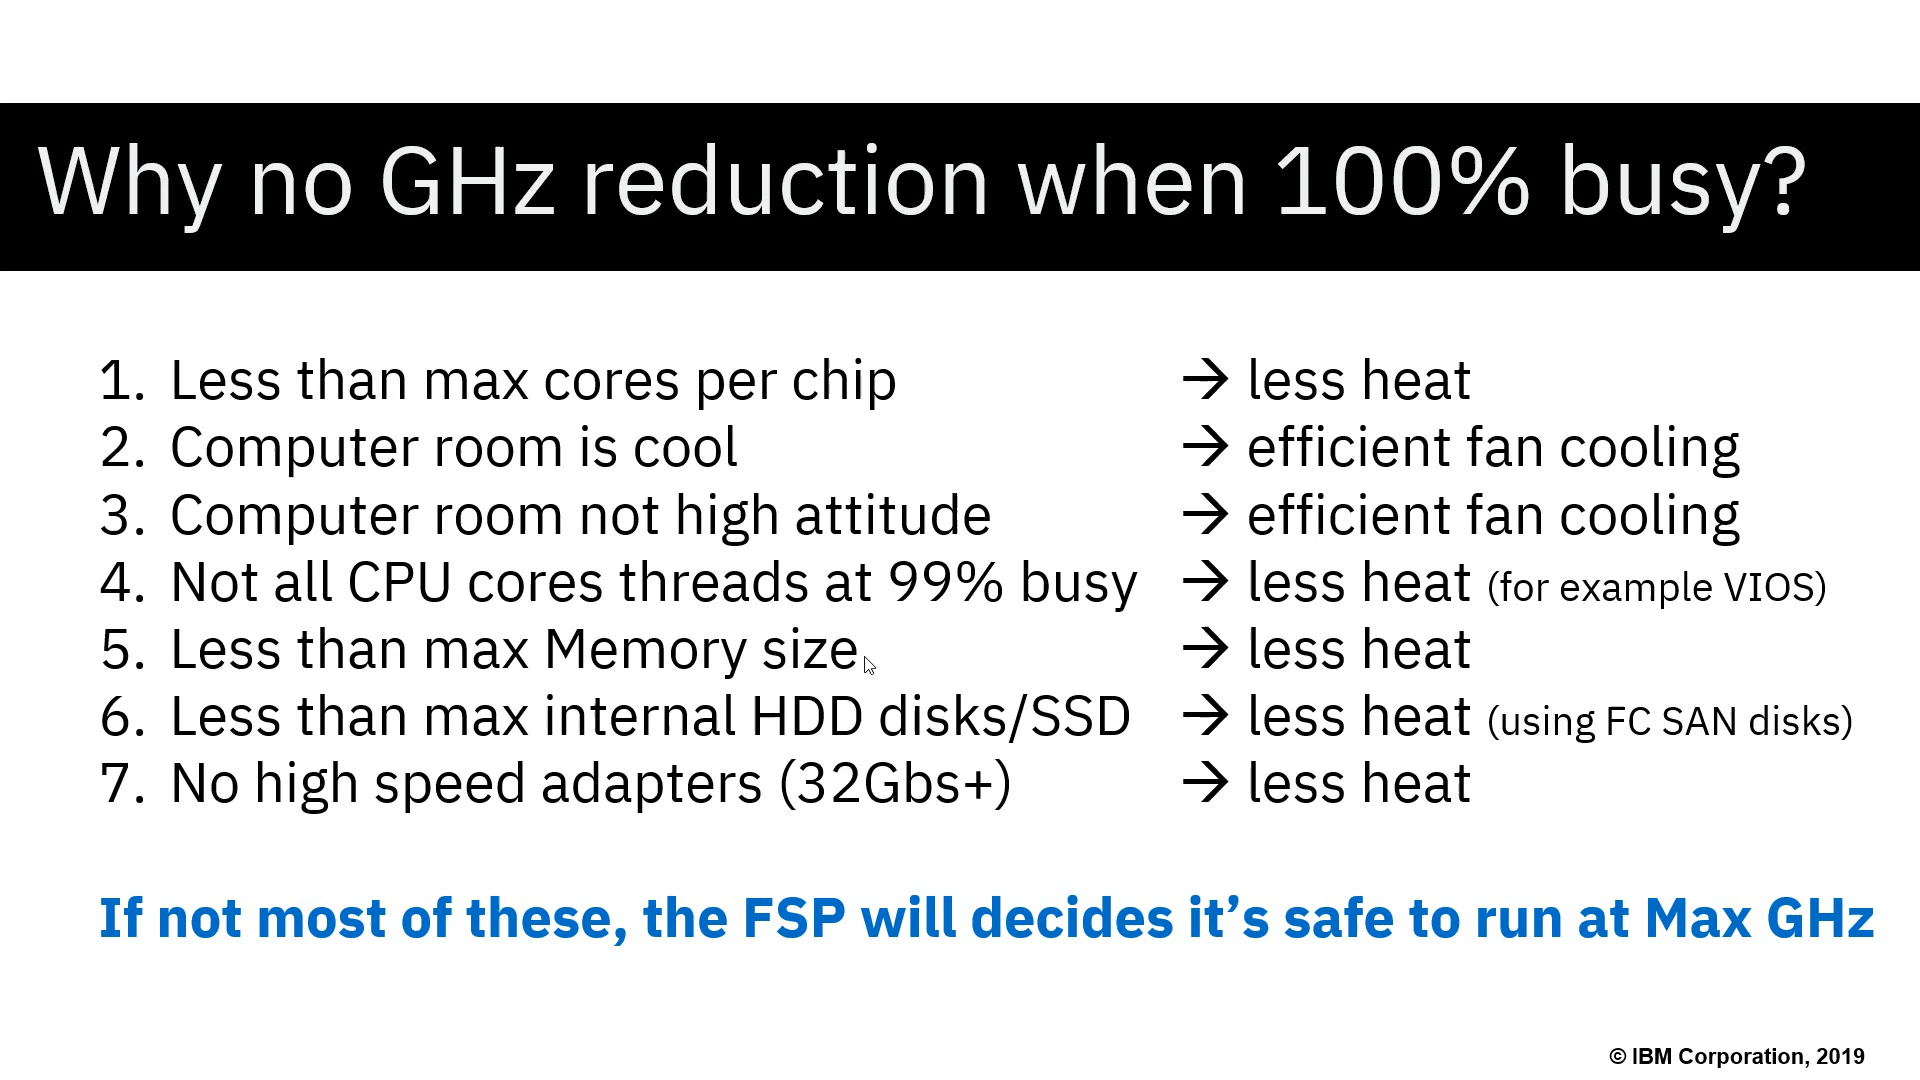 Why no GHz reduction when 100% busy?
1. Less than max cores per chip → less heat
2. Computer room is cool → efficient fan cooling
3. Computer room not high attitude → efficient fan cooling
4. Not all CPU cores threads at 99% busy → less heat (for example VIOS)
5. Less than max Memory size → less heat
6. Less than max internal HDD disks/SSD → less heat (using FC SAN disks)
7. No high speed adapters (32Gbs+) → less heat
If not most of these, the FSP will decides it’s safe to run at Max GHz
© IBM Corporation, 2019